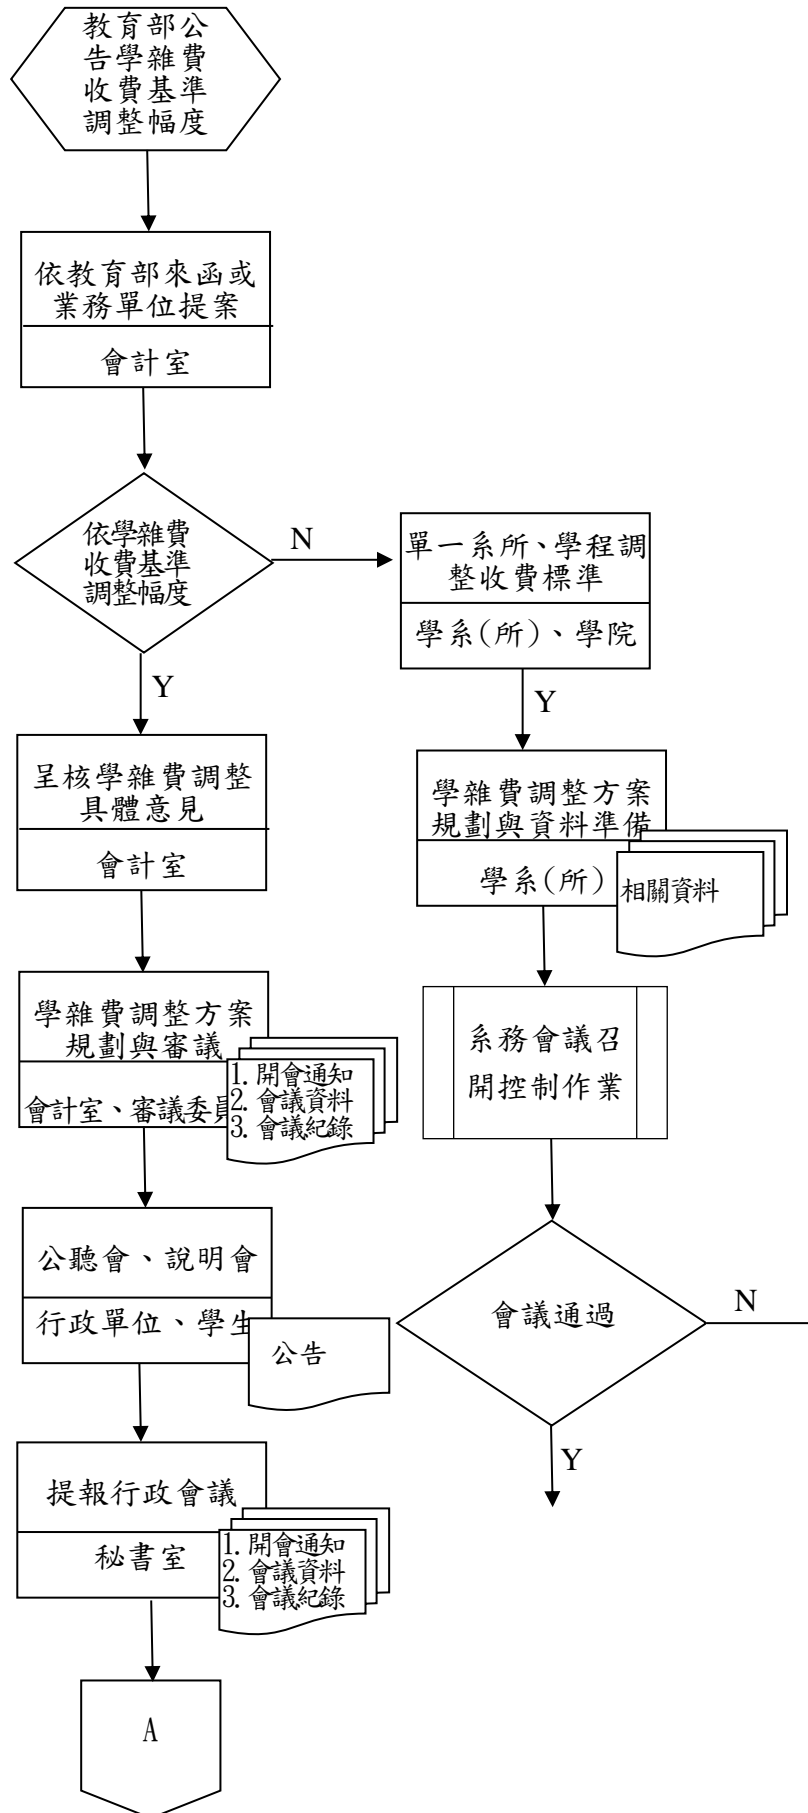 教育部公
告學雜費
收費基準
調整幅度
依教育部來函或
業務單位提案
會計室
依學雜費
收費基準
調整幅度
N
單一系所、學程調
整收費標準
學系(所)、學院
Y
Y
呈核學雜費調整
具體意見
會計室
學雜費調整方案
規劃與資料準備
學系(所)
相關資料
學雜費調整方案
規劃與審議
會計室、審議委員
1. 開會通知
2. 會議資料
3. 會議紀錄
系務會議召
開控制作業
公聽會、說明會
行政單位、學生
公告
會議通過
N
Y
提報行政會議
秘書室
1. 開會通知
2. 會議資料
3. 會議紀錄
A